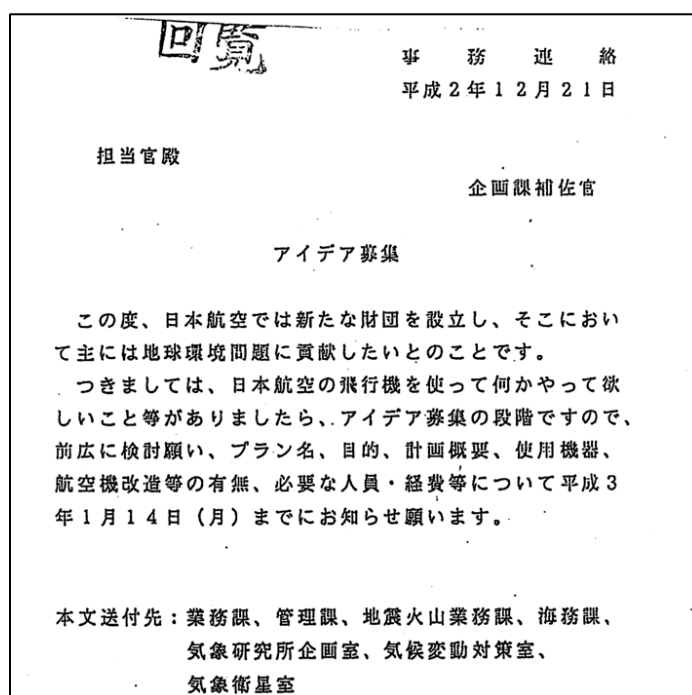 回覧
事務連絡
平成2年12月21日
担当官殿
企画課補佐官
アイデア募集
この度、日本航空では新たな財団を設立し、そこにおい
て主には地球環境問題に貢献したいとのことです。
つきましては、日本航空の飛行機を使って何かやって欲
しいこと等がありましたら、アイデア募集の段階ですので、
前広に検討願い、プラン名、目的、計画概要、使用機器、
航空機改造等の有無、必要な人員・経費等について平成3
年1月14日（月）までにお知らせ願います。
本文送付先：業務課、管理課、地震火山業務課、海務課、
気象研究所企画室、気候変動対策室、
気象衛星室